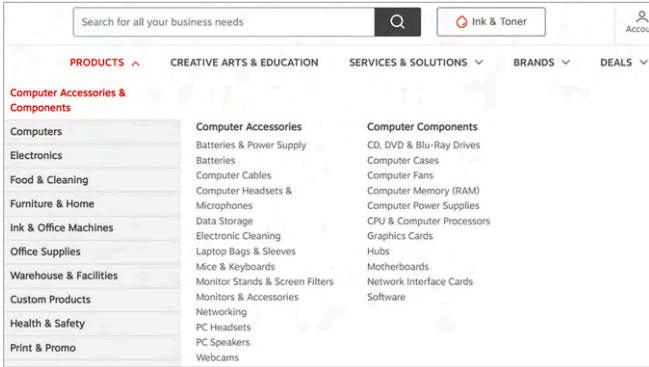 Search for all your business needs
Ink & Toner
Accou
PRODUCTS
CREATIVE ARTS & EDUCATION
SERVICES & SOLUTIONS
BRANDS
DEALS
Computer Accessories &
Components
Computers
Electronics
Food & Cleaning
Furniture & Home
Ink & Office Machines
Office Supplies
Warehouse & Facilities
Custom Products
Health & Safety
Print & Promo
Computer Accessories
Batteries & Power Supply
Batteries
Computer Cables
Computer Headsets &
Microphones
Data Storage
Electronic Cleaning
Laptop Bags & Sleeves
Mice & Keyboards
Monitor Stands & Screen Filters
Monitors & Accessories
Networking
PC Headsets
PC Speakers
Webcams
Computer Components
CD, DVD & Blu-Ray Drives
Computer Cases
Computer Fans
Computer Memory (RAM)
Computer Power Supplies
CPU & Computer Processors
Graphics Cards
Hubs
Motherboards
Network Interface Cards
Software